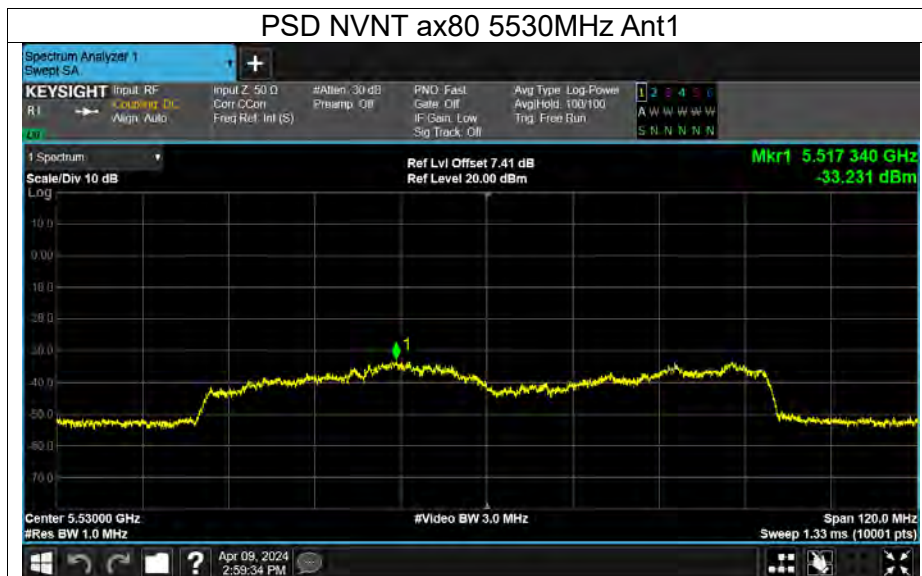 PSD NVNT ax80 5530MHz Ant1
Spectrum Analyzer 1
Swept SA
+
KEYSIGHT Input: RF
Coupling: DC
Align: Auto
Input Z: 50 Ω
Corr CCorr
Freq Ref: Int (S)
#Atten: 30 dB
Preamp: Off
PNO: Fast
Gate: Off
IF Gain: Low
Sig Track: Off
Avg Type: Log-Power
Avg|Hold: 100/100
Trig: Free Run
1 2 3 4 5 6
A W W W W W
S N N N N N
1 Spectrum
Scale/Div 10 dB
Log
Ref Lvl Offset 7.41 dB
Ref Level 20.00 dBm
Mkr1 5.517 340 GHz
-33.231 dBm
10.0
0.00
-40.0
-50.0
-60.0
-70.0
1
Center 5.53000 GHz
#Res BW 1.0 MHz
#Video BW 3.0 MHz
Span 120.0 MHz
Sweep 1.33 ms (10001 pts)
?
Apr 09, 2024
2:59:34 PM